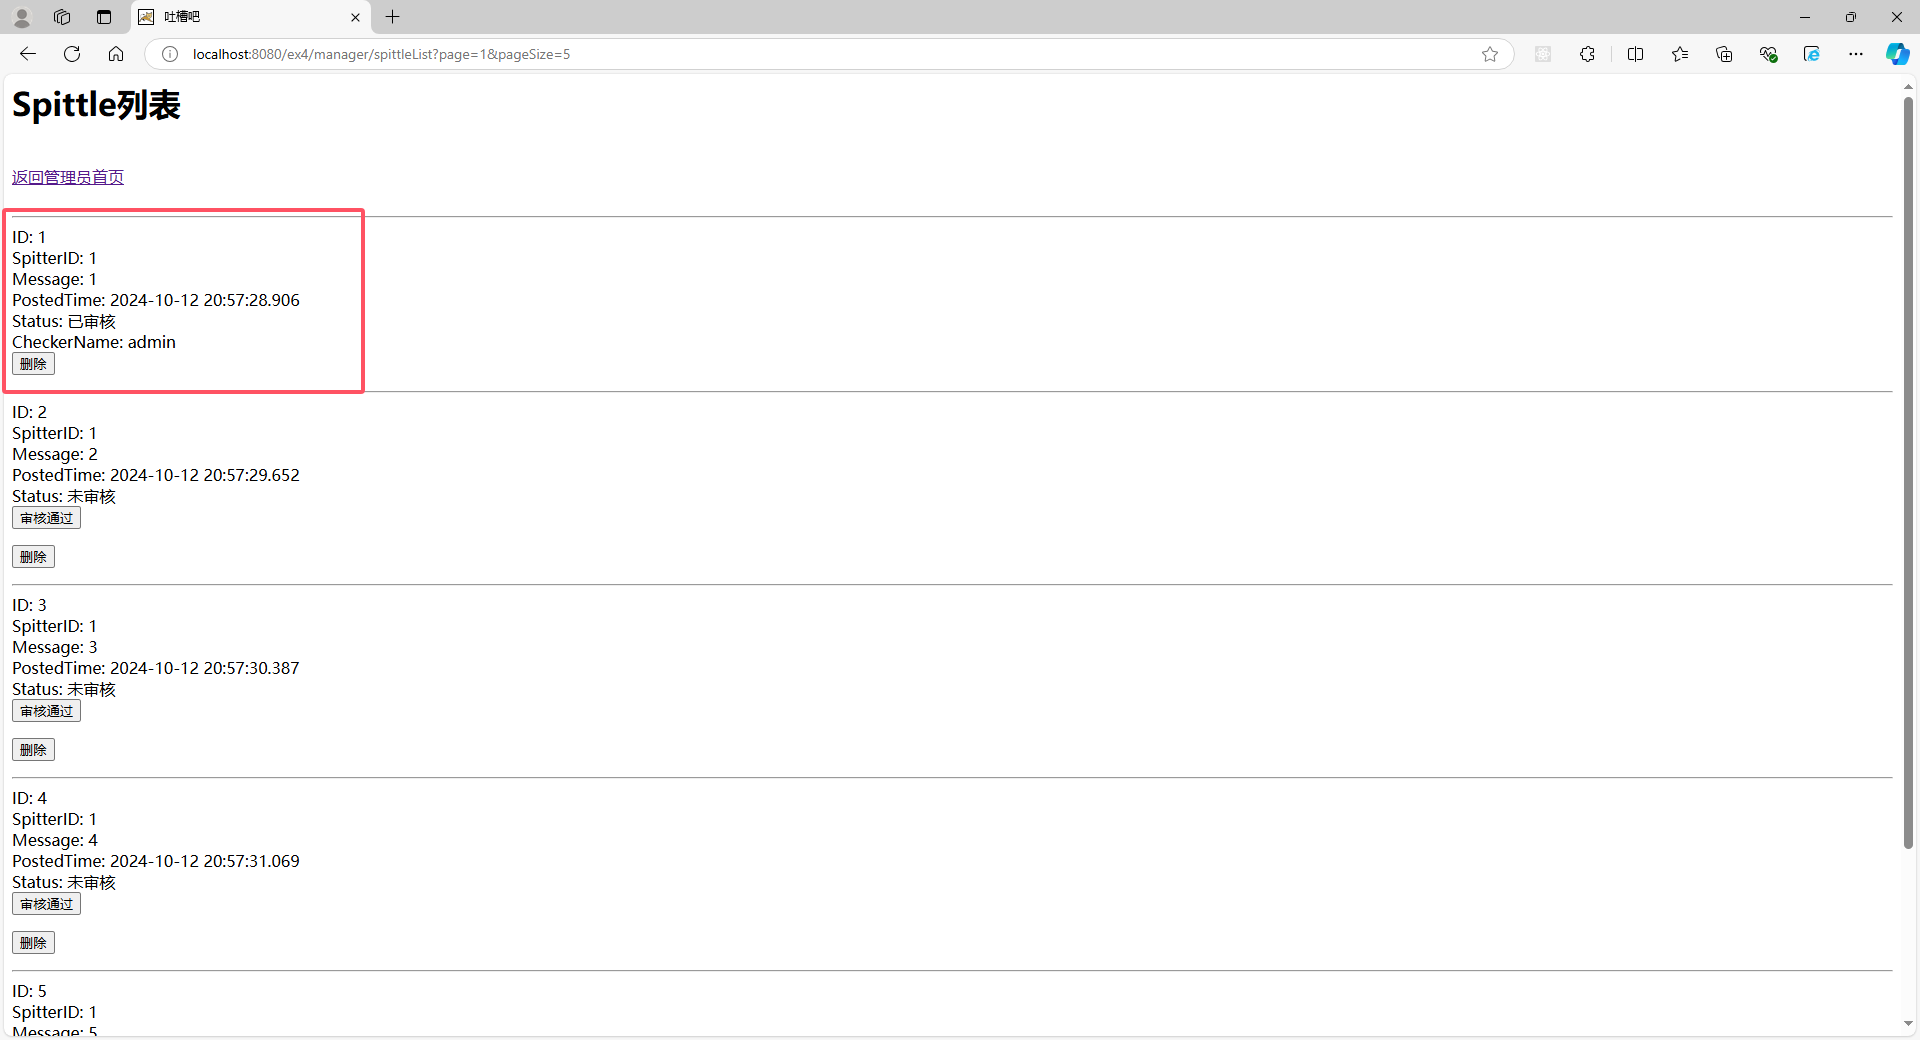 吐槽吧
localhost:8080/ex4/manager/spittleList?page=1&pageSize=5
Spittle列表
返回管理员首页
ID: 1
SpitterID: 1
Message: 1
PostedTime: 2024-10-12 20:57:28.906
Status: 已审核
CheckerName: admin
删除
ID: 2
SpitterID: 1
Message: 2
PostedTime: 2024-10-12 20:57:29.652
Status: 未审核
审核通过
删除
ID: 3
SpitterID: 1
Message: 3
PostedTime: 2024-10-12 20:57:30.387
Status: 未审核
审核通过
删除
ID: 4
SpitterID: 1
Message: 4
PostedTime: 2024-10-12 20:57:31.069
Status: 未审核
审核通过
删除
ID: 5
SpitterID: 1
Message: 5